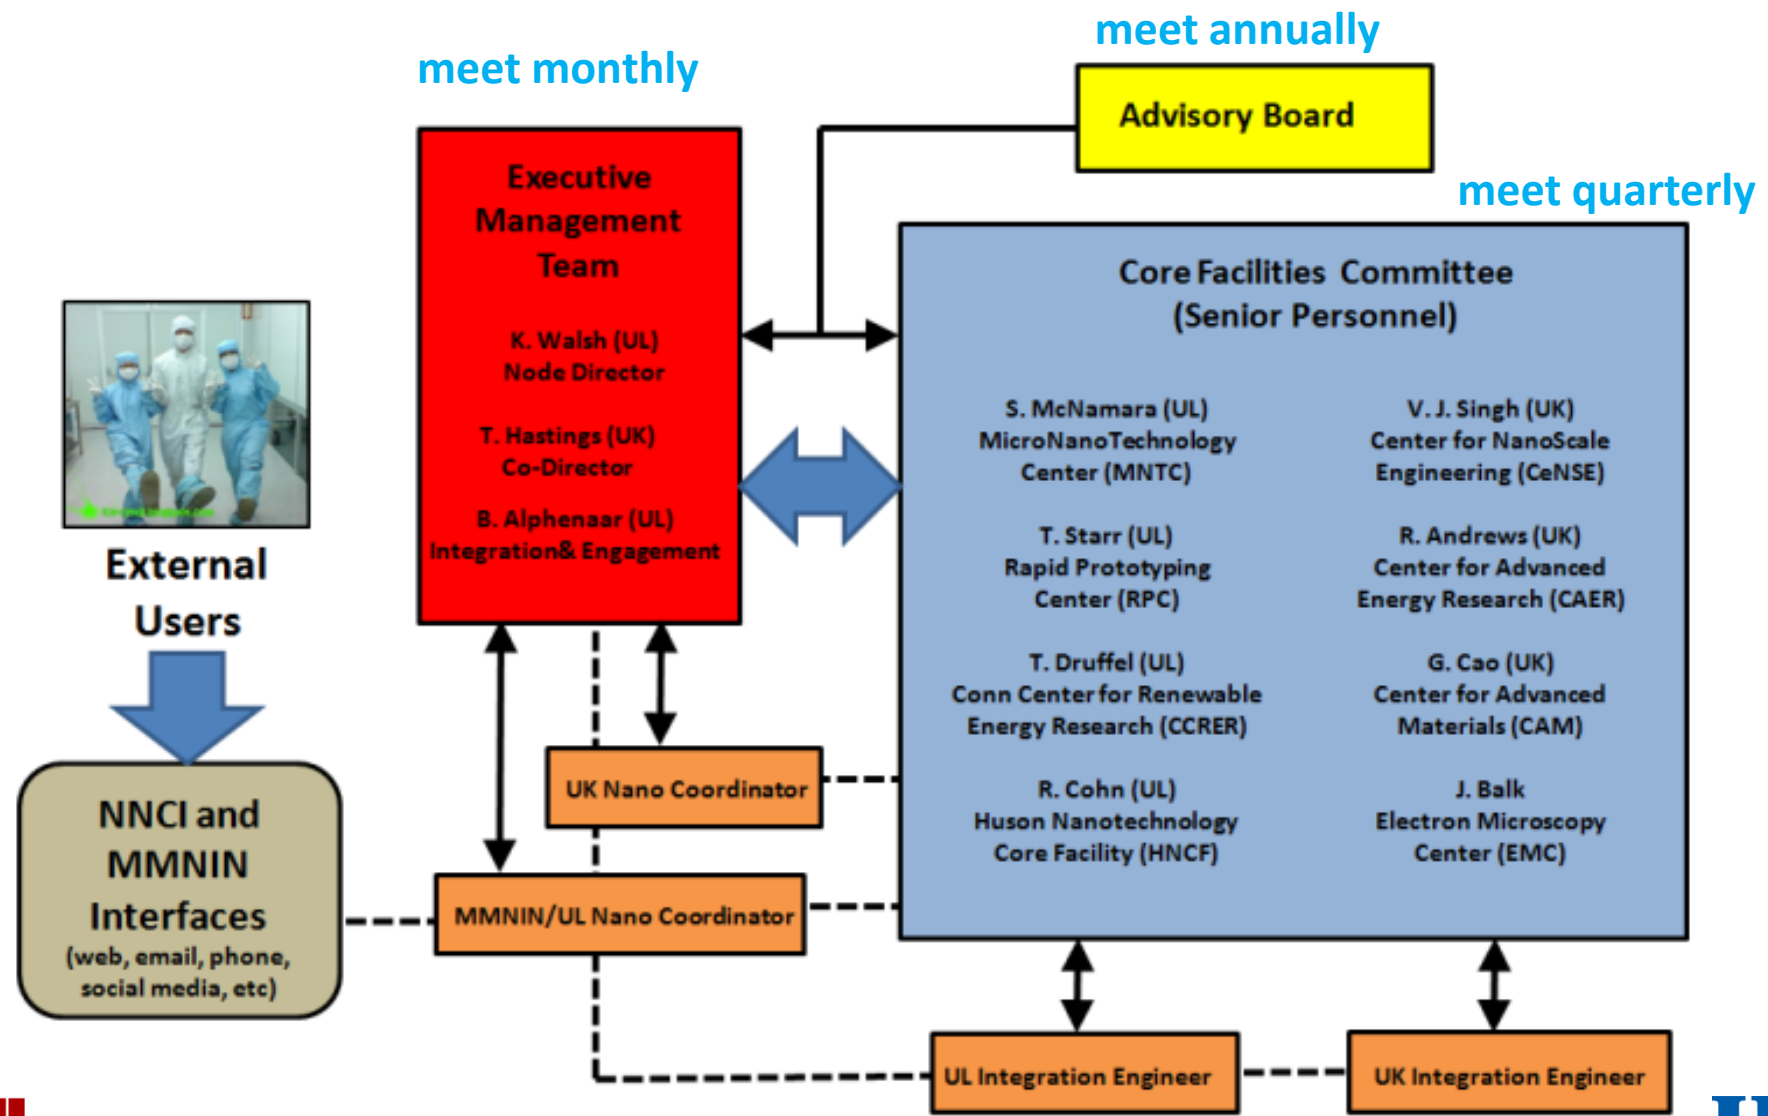 meet annually
meet monthly
Advisory Board
meet quarterly
Executive
Management
Team
K. Walsh (UL)
Node Director
T. Hastings (UK)
Co-Director
B. Alphenaar (UL)
Integration& Engagement
Core Facilities Committee
(Senior Personnel)
S. McNamara (UL)
MicroNanoTechnology
Center (MNTC)
T. Starr (UL)
Rapid Prototyping
Center (RPC)
T. Druffel (UL)
Conn Center for Renewable
Energy Research (CCRER)
R. Cohn (UL)
Huson Nanotechnology
Core Facility (HNCF)
V. J. Singh (UK)
Center for NanoScale
Engineering (CeNSE)
R. Andrews (UK)
Center for Advanced
Energy Research (CAER)
G. Cao (UK)
Center for Advanced
Materials (CAM)
J. Balk
Electron Microscopy
Center (EMC)
External
Users
NNCI and
MMNIN
Interfaces
(web, email, phone,
social media, etc)
UK Nano Coordinator
MMNIN/UL Nano Coordinator
UL Integration Engineer
UK Integration Engineer